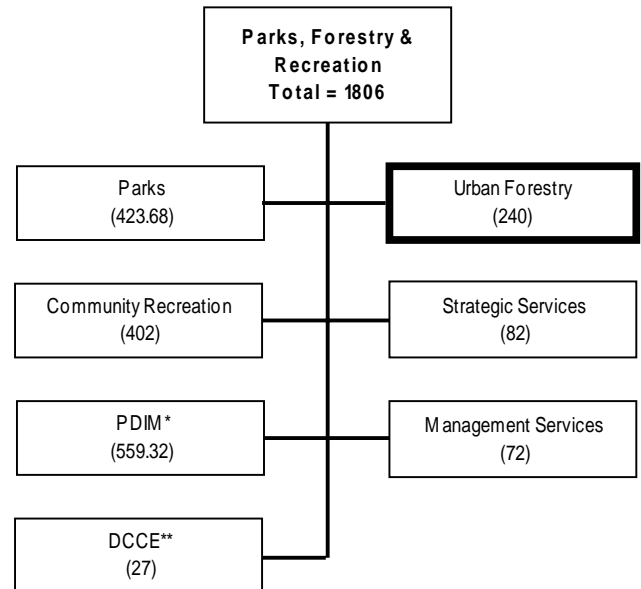 Parks, Forestry &
Recreation
Total = 1806
Parks
(423.68)
Urban Forestry
(240)
Community Recreation
(402)
Strategic Services
(82)
PDIM*
(559.32)
Management Services
(72)
DCCE**
(27)